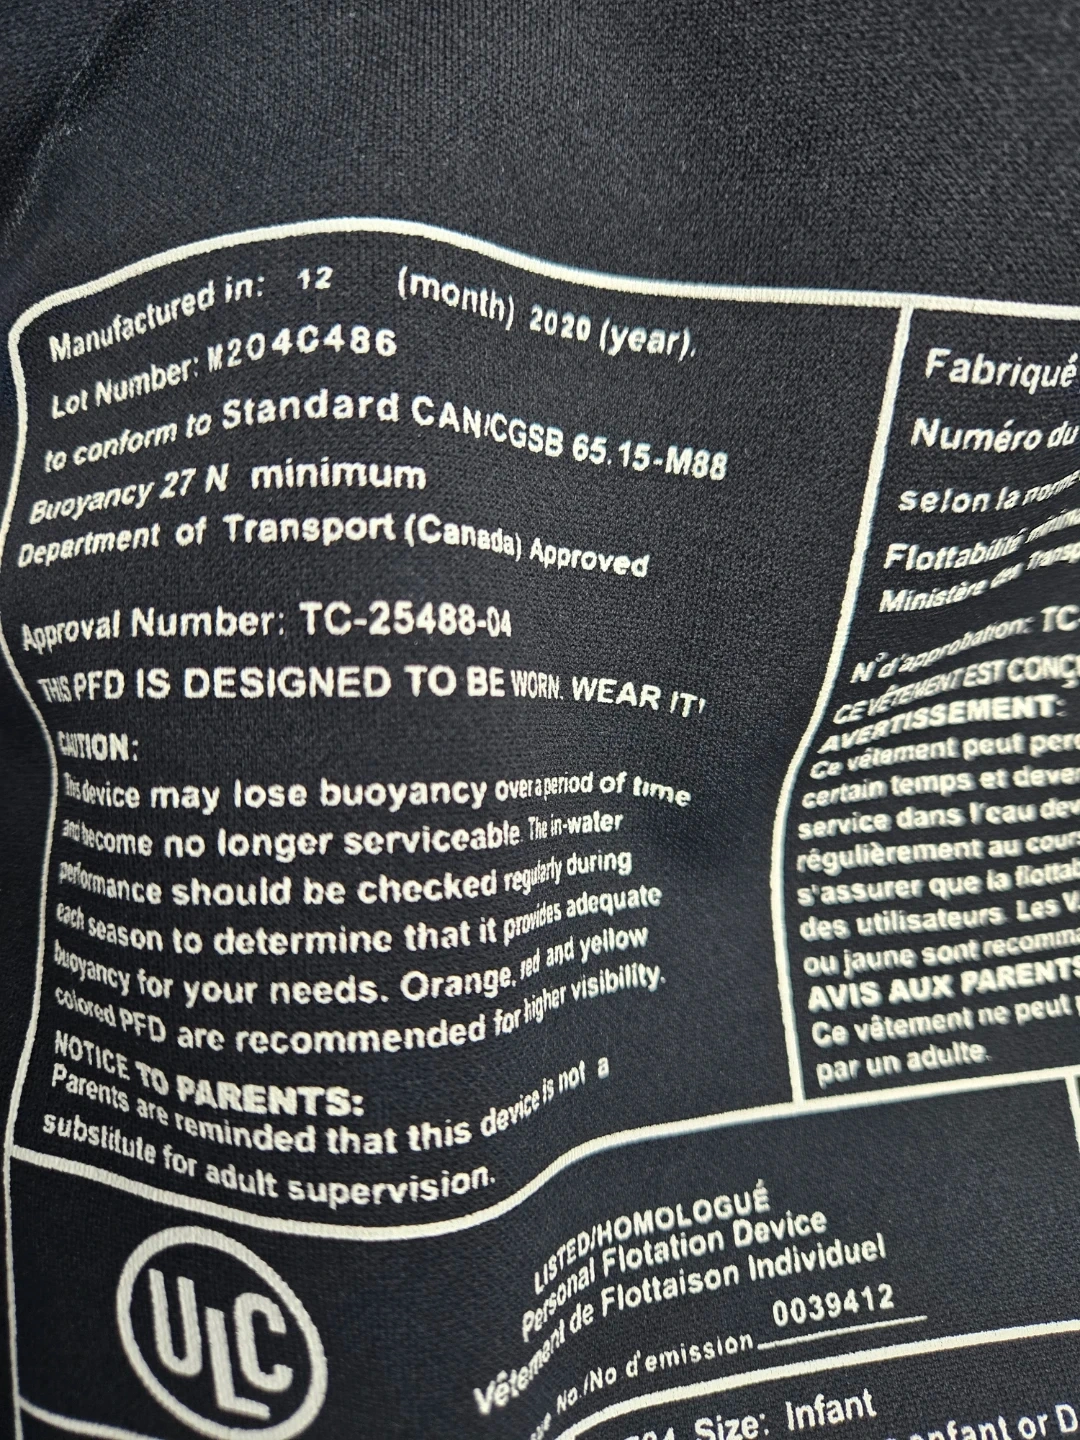 Manufactured in: 12 (month) 2020 (year).
Lot Number: M204C486
to conform to Standard CAN/CGSB 65.15-M88
Buoyancy 27 N minimum
Department of Transport (Canada) Approved
Approval Number: TC-25488-04
THIS PFD IS DESIGNED TO BE WORN. WEAR IT!
CAUTION:
This device may lose buoyancy over a period of time
and become no longer serviceable. The in-water
performance should be checked regularly during
each season to determine that it provides adequate
buoyancy for your needs. Orange, red and yellow
colored PFD are recommended for higher visibility.
NOTICE TO PARENTS:
Parents are reminded that this device is not a
substitute for adult supervision.
Fabriqué
Numéro du
selon la norme
Flottabilité
Ministère des
N° d'approbation: TC-
CE VÊTEMENT EST CONÇ
AVERTISSEMENT:
Ce vêtement peut
certain temps et
service dans l'eau
régulièrement au
s'assurer que la
des utilisateurs. Les
ou jaune sont
AVIS AUX PARENTS
Ce vêtement ne peut
par un adulte.
ULC
LISTED/HOMOLOGUÉ
Personal Flotation Device
Vêtement de Flottaison Individuel
No./No d'emission 0039412
Size: Infant
or